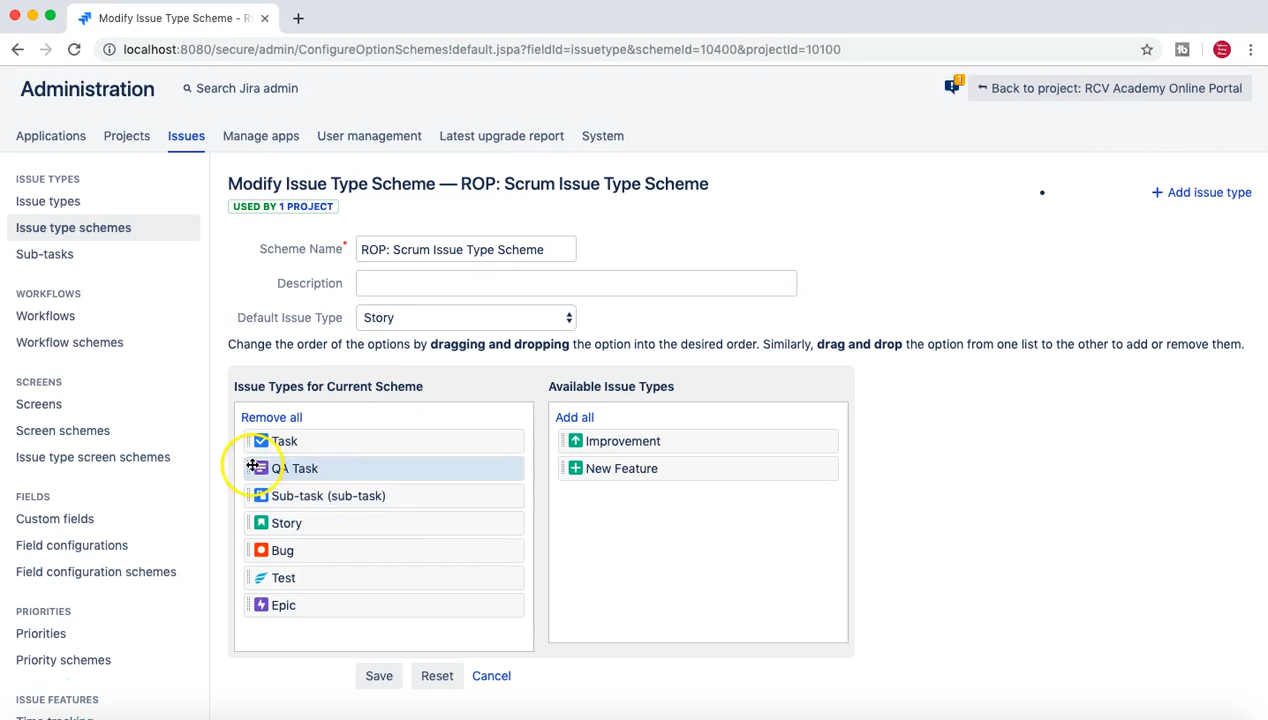 Modify Issue Type Scheme - R
localhost:8080/secure/admin/ConfigureOptionSchemes!default.jspa?fieldId=issuetype&schemeId=10400&projectId=10100
Administration
Search Jira admin
Back to project: RCV Academy Online Portal
Applications Projects Issues Manage apps User management Latest upgrade report System
ISSUE TYPES
Issue types
Issue type schemes
Sub-tasks
WORKFLOWS
Workflows
Workflow schemes
SCREENS
Screens
Screen schemes
Issue type screen schemes
FIELDS
Custom fields
Field configurations
Field configuration schemes
PRIORITIES
Priorities
Priority schemes
ISSUE FEATURES
Time tracking
Modify Issue Type Scheme — ROP: Scrum Issue Type Scheme
+ Add issue type
USED BY 1 PROJECT
Scheme Name* ROP: Scrum Issue Type Scheme
Description
Default Issue Type Story
Change the order of the options by dragging and dropping the option into the desired order. Similarly, drag and drop the option from one list to the other to add or remove them.
Issue Types for Current Scheme
Remove all
Task
QA Task
Sub-task (sub-task)
Story
Bug
Test
Epic
Available Issue Types
Add all
Improvement
New Feature
Save Reset Cancel